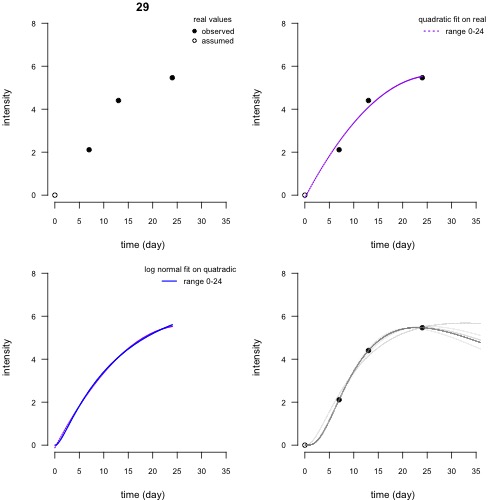 29
real values
observed
assumed
intensity
8
6
4
2
0
0 5 10 15 20 25 30 35
time (day)
quadratic fit on real
range 0-24
intensity
8
6
4
2
0
0 5 10 15 20 25 30 35
time (day)
log normal fit on quatradic
range 0-24
intensity
8
6
4
2
0
0 5 10 15 20 25 30 35
time (day)
intensity
8
6
4
2
0
0 5 10 15 20 25 30 35
time (day)